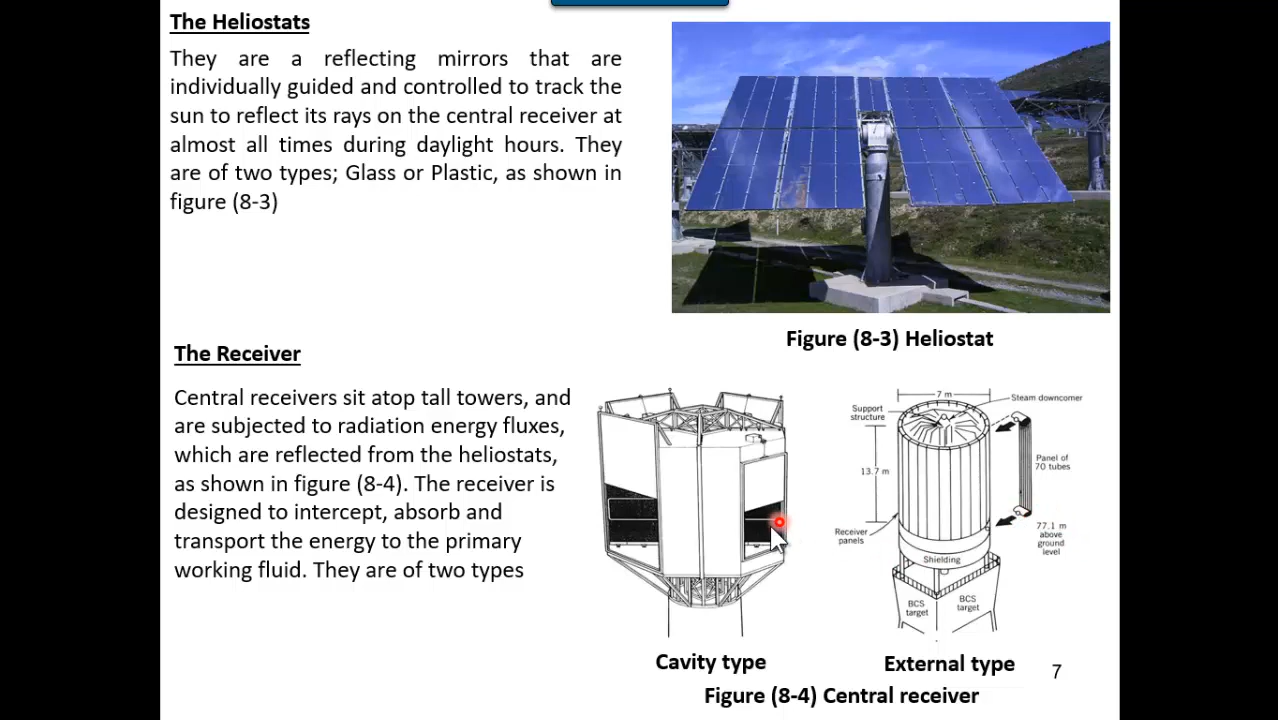 The Heliostats
They are a reflecting mirrors that are
individually guided and controlled to track the
sun to reflect its rays on the central receiver at
almost all times during daylight hours. They
are of two types; Glass or Plastic, as shown in
figure (8-3)
Figure (8-3) Heliostat
The Receiver
Central receivers sit atop tall towers, and
are subjected to radiation energy fluxes,
which are reflected from the heliostats,
as shown in figure (8-4). The receiver is
designed to intercept, absorb and
transport the energy to the primary
working fluid. They are of two types
7 m
Steam downcomer
Support
structure
13.7 m
Panel of
70 tubes
Receiver
panels
77.1 m
above
ground
level
Shielding
BCS
target
BCS
target
Cavity type
External type
7
Figure (8-4) Central receiver